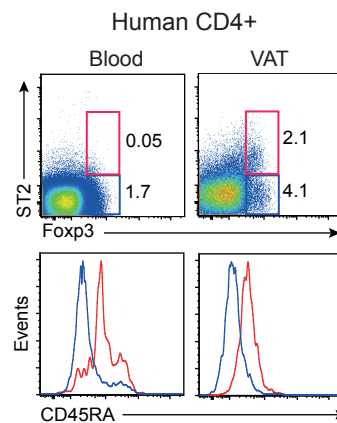 Human CD4+
Blood VAT
ST2
0.05 2.1
1.7 4.1
Foxp3
Events
CD45RA